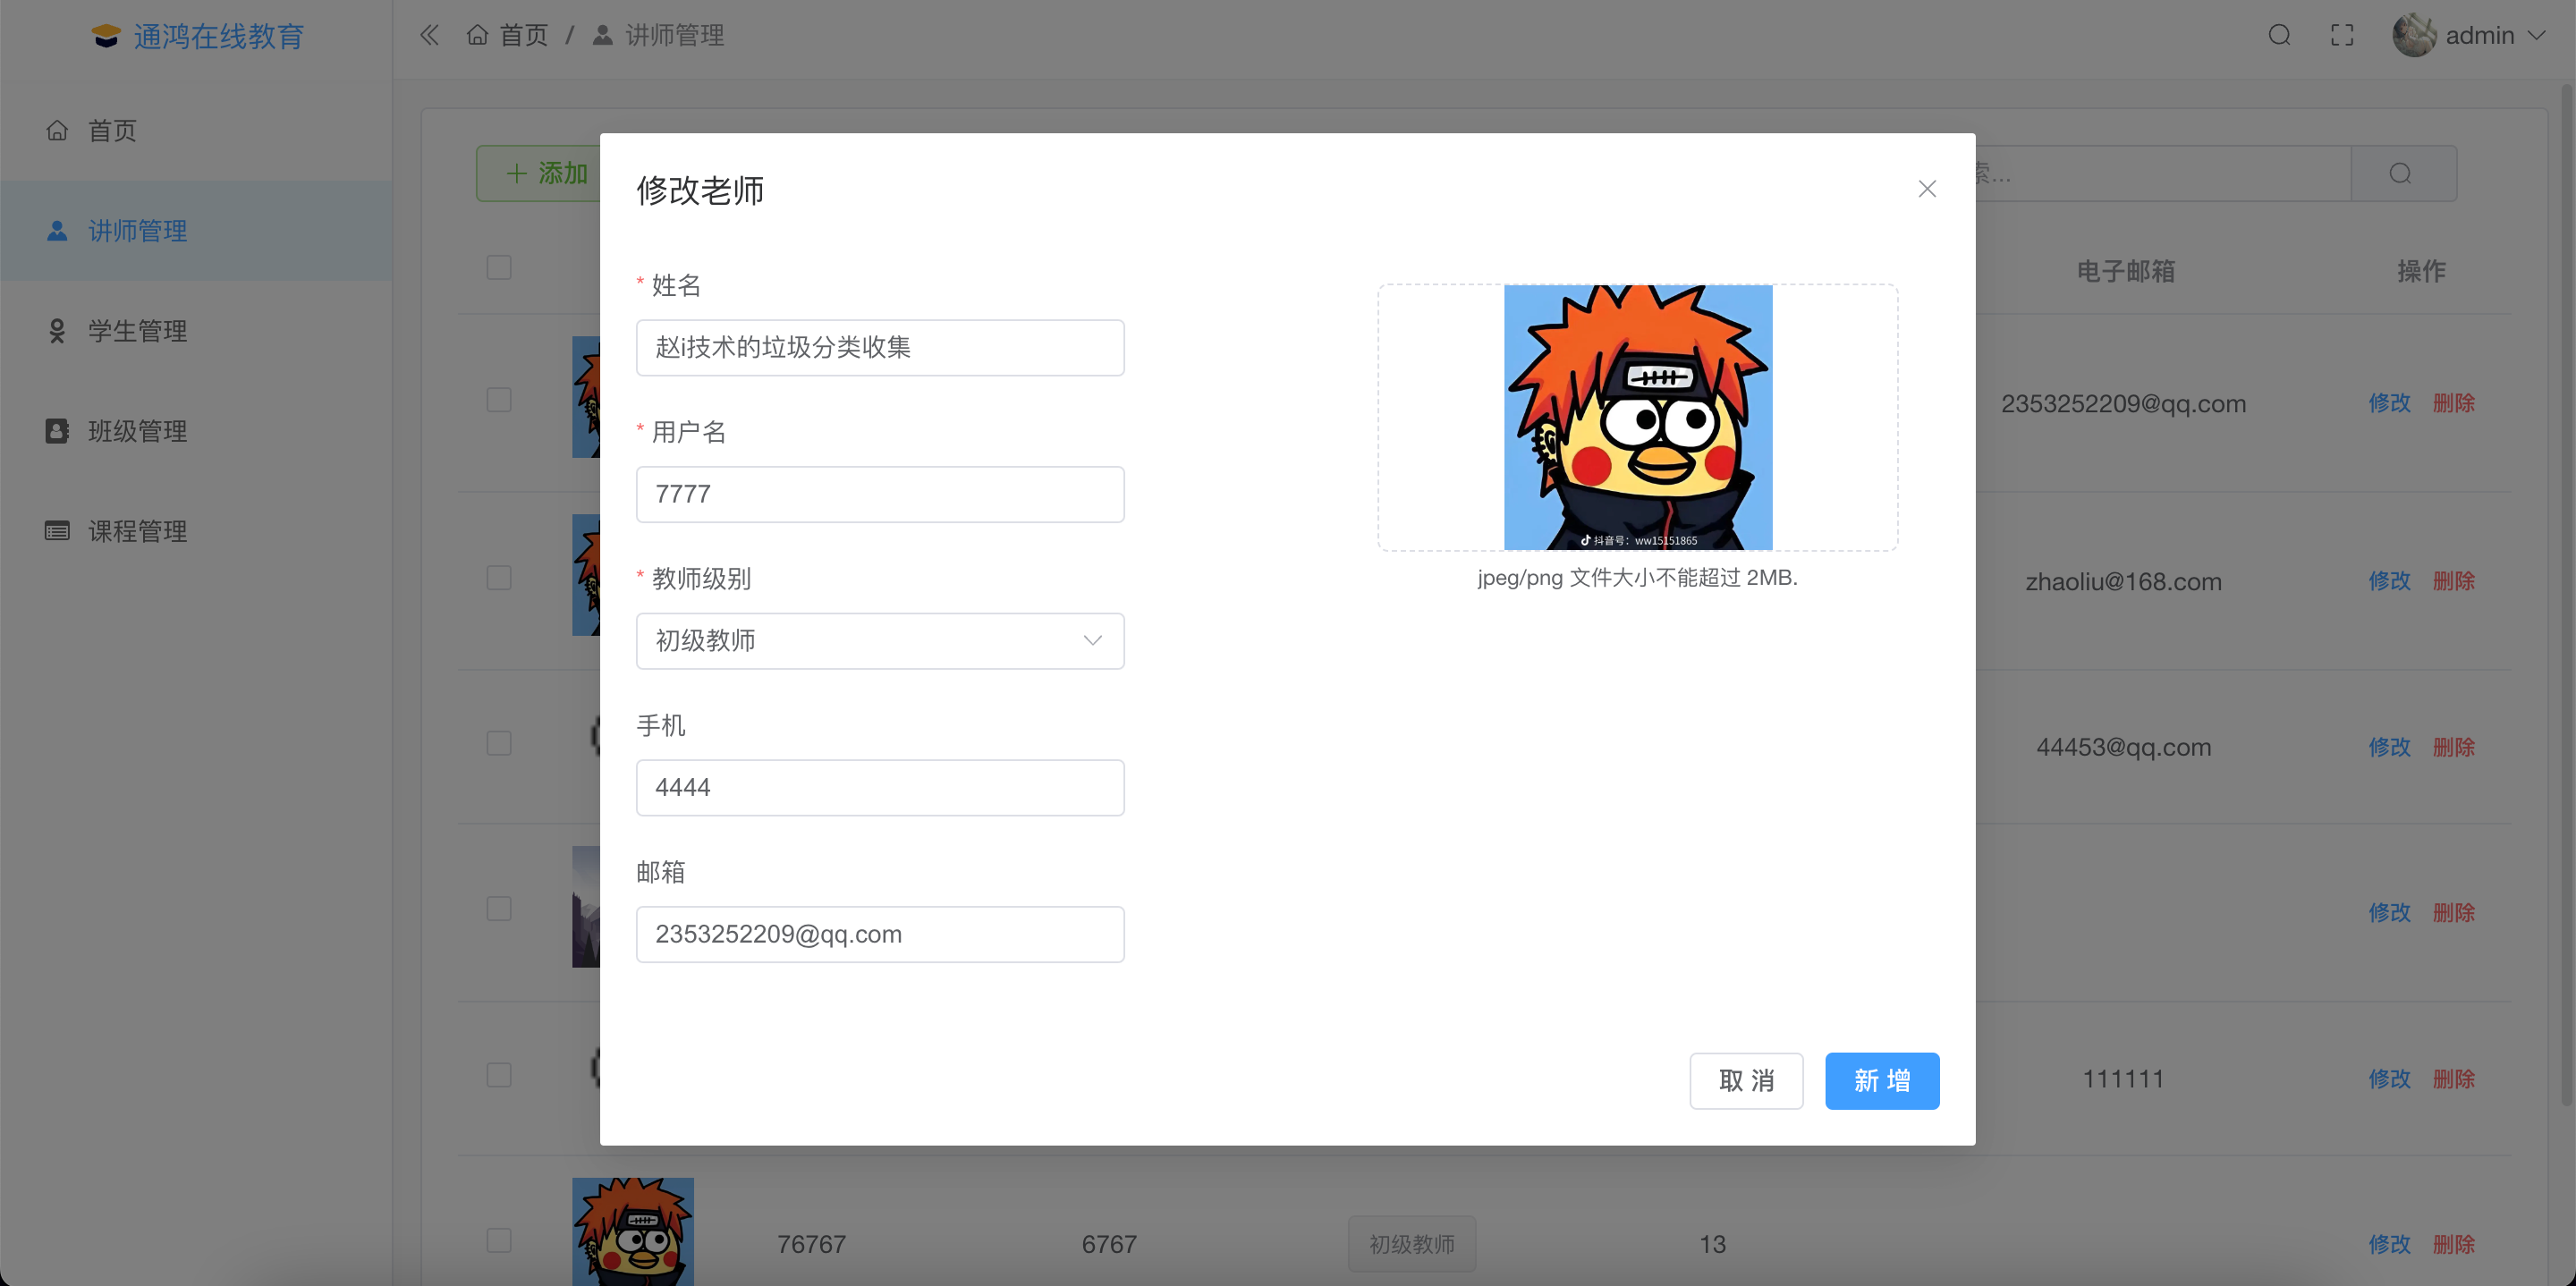 通鸿在线教育
首页 / 讲师管理
admin
首页
讲师管理
学生管理
班级管理
课程管理
添加
索...
电子邮箱 操作
2353252209@qq.com 修改 删除
zhaoliu@168.com 修改 删除
44453@qq.com 修改 删除
修改 删除
111111 修改 删除
76767 6767 初级教师 13 修改 删除
修改老师
* 姓名
赵i技术的垃圾分类收集
* 用户名
7777
* 教师级别
初级教师
手机
4444
邮箱
2353252209@qq.com
抖音号: ww15151865
jpeg/png 文件大小不能超过 2MB.
取 消
新 增